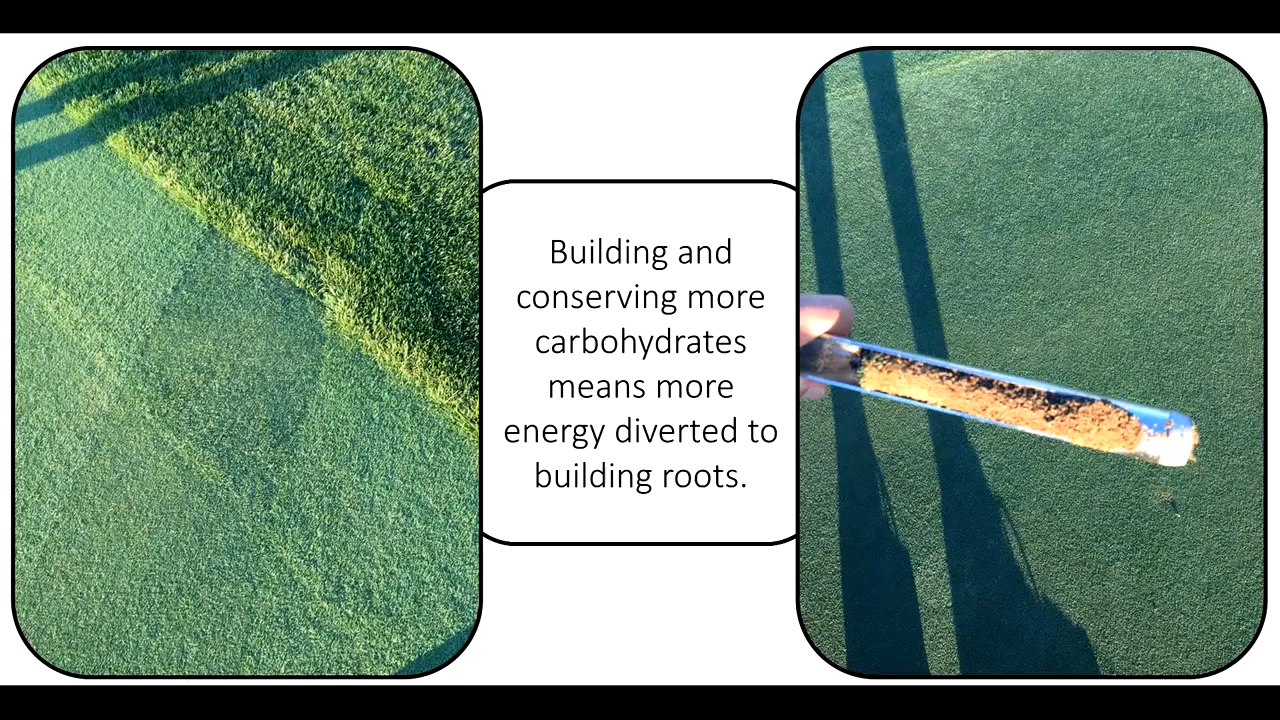 Building and
conserving more
carbohydrates
means more
energy diverted to
building roots.